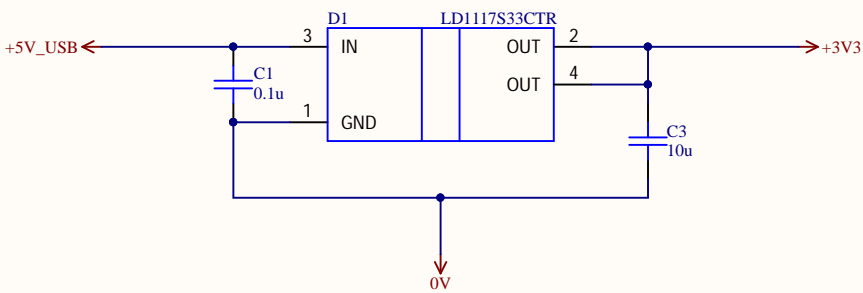 D1 LD1117S33CTR
+5V_USB 3 IN OUT 2 +3V3
C1 OUT 4
0.1u
1 GND
C3
10u
0V